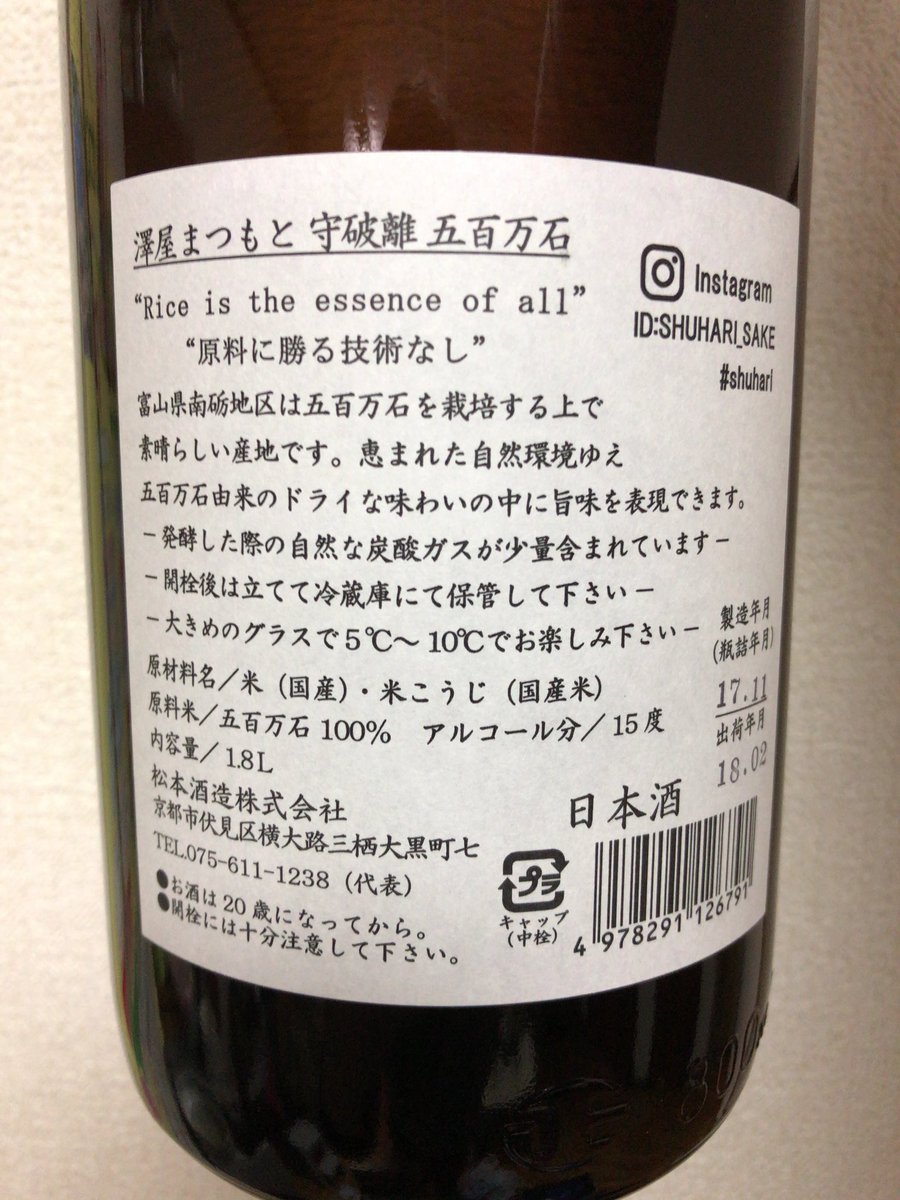 澤屋まつもと 守破離 五百万石
Instagram
ID:SHUHARI_SAKE
#shuhari
“Rice is the essence of all”
“原料に勝る技術なし”
富山県南砺地区は五百万石を栽培する上で
素晴らしい産地です。恵まれた自然環境ゆえ
五百万石由来のドライな味わいの中に旨味を表現できます。
－発酵した際の自然な炭酸ガスが少量含まれています－
－開栓後は立てて冷蔵庫にて保管して下さい－
－大きめのグラスで5℃～10℃でお楽しみ下さい－
製造年月
(瓶詰年月)
17.11
出荷年月
18.02
原材料名／米（国産）・米こうじ（国産米）
原料米／五百万石 100%　アルコール分／15度
内容量／1.8L
松本酒造株式会社
京都市伏見区横大路三栖大黒町七
TEL.075-611-1238（代表）
●お酒は20歳になってから。
●開栓には十分注意して下さい。
日本酒
プラ
キャップ
（中栓）
4 978291 126791